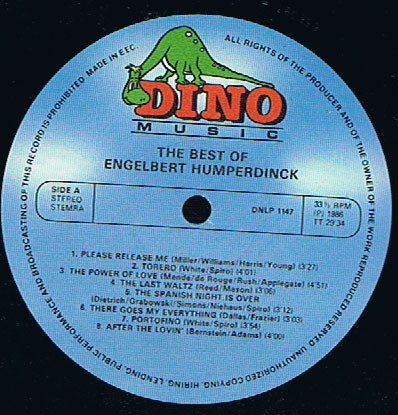 ALL RIGHTS OF THE PRODUCER AND OF THE OWNER OF THE WORK REPRODUCED RESERVED UNAUTHORIZED COPYING, HIRING, LENDING, PUBLIC PERFORMANCE AND BROADCASTING OF THIS RECORD IS PROHIBITED. MADE IN EEC.
DINO
MUSIC
THE BEST OF
ENGELBERT HUMPERDINCK
SIDE A
STEREO
STEMRA
DNLP 1147
33⅓ RPM
(P) 1986
TT 29'34
1. PLEASE RELEASE ME (Miller/Williams/Harris/Young) (3'27)
2. TORERO (White/Spiro) (4'01)
3. THE POWER OF LOVE (Mende/de Rouge/Rush/Applegate) (4'51)
4. THE LAST WALTZ (Reed/Mason) (3'06)
5. THE SPANISH NIGHT IS OVER
(Dietrich/Grabowski/Simons/Niehaus/Spiro) (3'12)
6. THERE GOES MY EVERYTHING (Dallas/Frazier) (3'03)
7. PORTOFINO (White/Spiro) (3'54)
8. AFTER THE LOVIN' (Bernstein/Adams) (4'00)